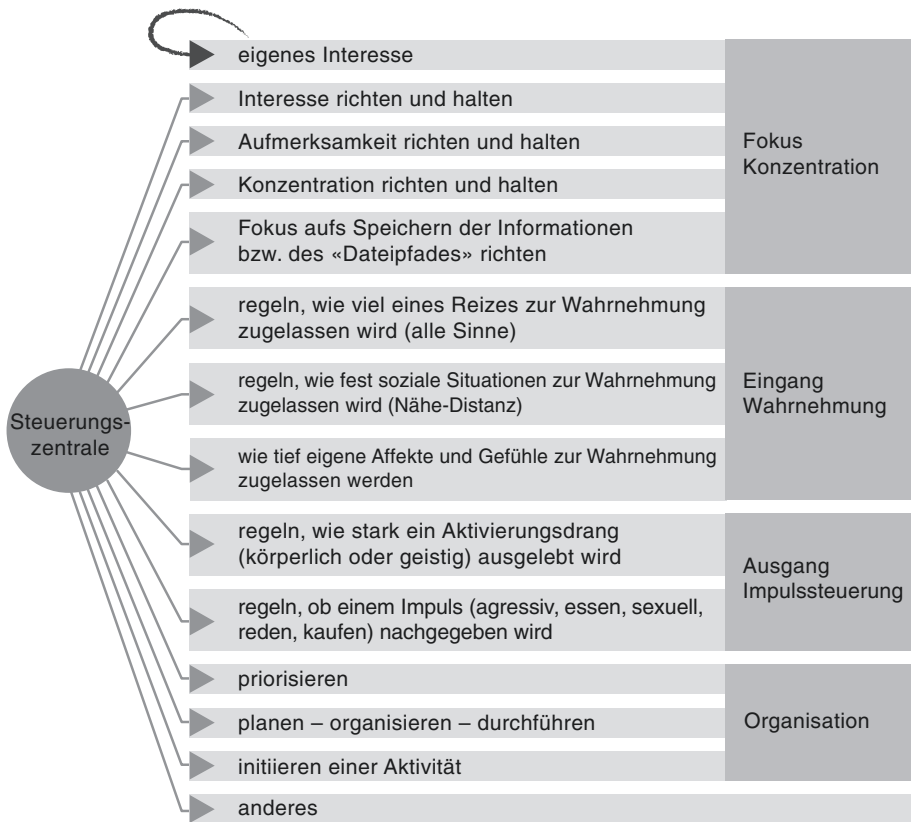 eigenes Interesse
Interesse richten und halten
Aufmerksamkeit richten und halten
Konzentration richten und halten
Fokus aufs Speichern der Informationen
bzw. des «Dateipfades» richten
Fokus
Konzentration
regeln, wie viel eines Reizes zur Wahrnehmung
zugelassen wird (alle Sinne)
regeln, wie fest soziale Situationen zur Wahrnehmung
zugelassen wird (Nähe-Distanz)
wie tief eigene Affekte und Gefühle zur Wahrnehmung
zugelassen werden
Eingang
Wahrnehmung
Steuerungs-
zentrale
regeln, wie stark ein Aktivierungsdrang
(körperlich oder geistig) ausgelebt wird
regeln, ob einem Impuls (agressiv, essen, sexuell,
reden, kaufen) nachgegeben wird
Ausgang
Impulssteuerung
priorisieren
planen – organisieren – durchführen
initiieren einer Aktivität
Organisation
anderes